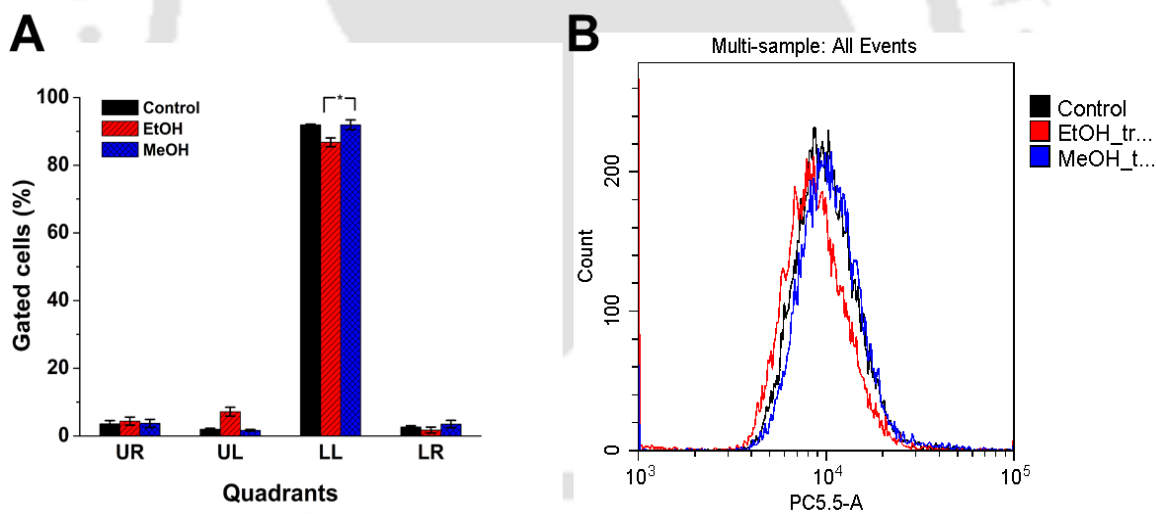 A
Gated cells (%)
100
80
60
40
20
0
Control
EtOH
MeOH
*
UR
UL
LL
LR
Quadrants
B
Multi-sample: All Events
Count
200
100
0
10³
10⁴
10⁵
PC5.5-A
Control
EtOH_tr...
MeOH_t...